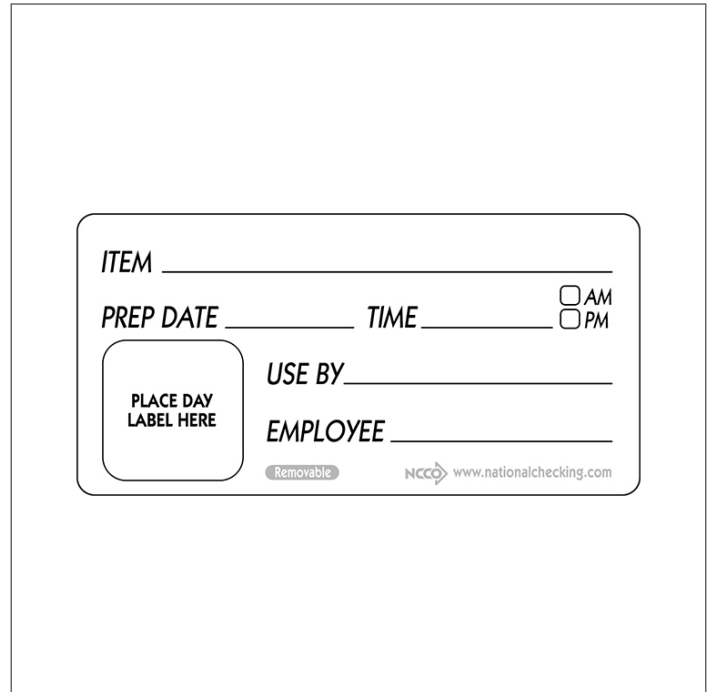 ITEM
PREP DATE TIME AM
PM
PLACE DAY
LABEL HERE
USE BY
EMPLOYEE
Removable NCCO www.nationalchecking.com